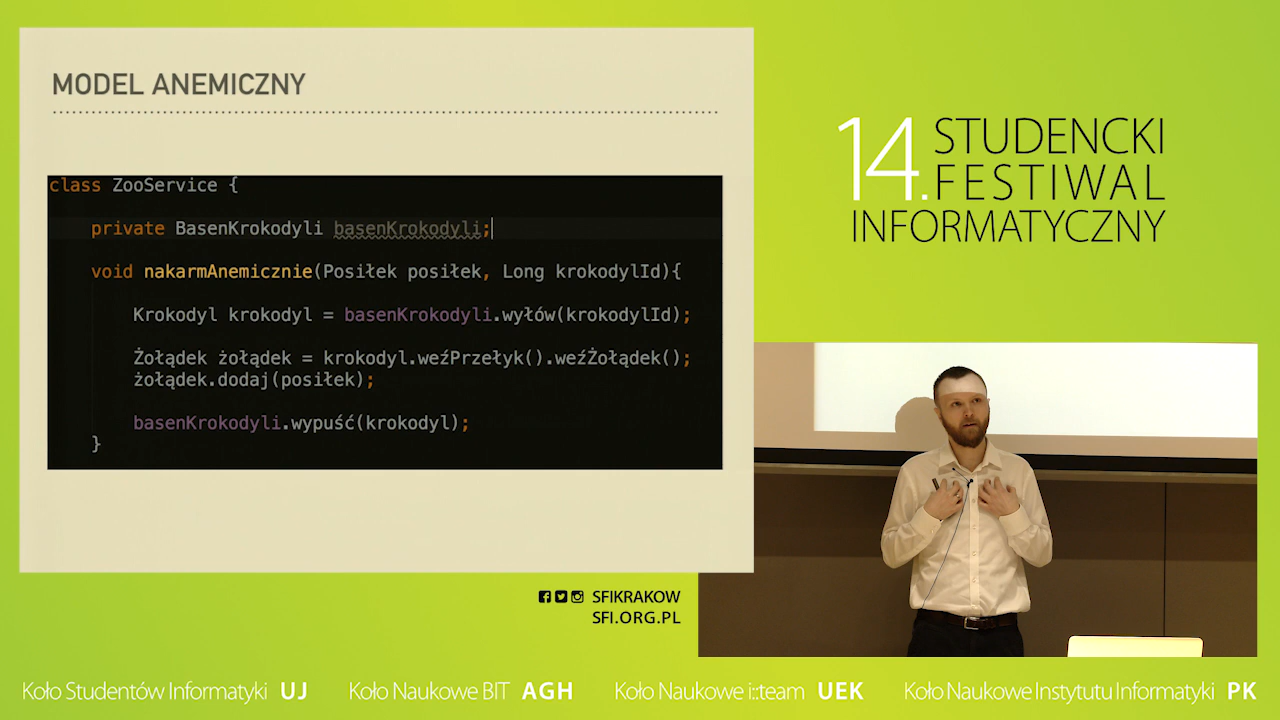 MODEL ANEMICZNY
class ZooService {
private BasenKrokodyli basenKrokodyli;
void nakarmAnemicznie(Posiłek posiłek, Long krokodylId){
Krokodyl krokodyl = basenKrokodyli.wyłów(krokodylId);
Żołądek żołądek = krokodyl.weźPrzełyk().weźŻołądek();
żołądek.dodaj(posiłek);
basenKrokodyli.wypuść(krokodyl);
}
14. STUDENCKI
FESTIWAL
INFORMATYCZNY
SFIKRAKOW
SFI.ORG.PL
Koło Studentów Informatyki UJ Koło Naukowe BIT AGH Koło Naukowe i::team UEK Koło Naukowe Instytutu Informatyki PK